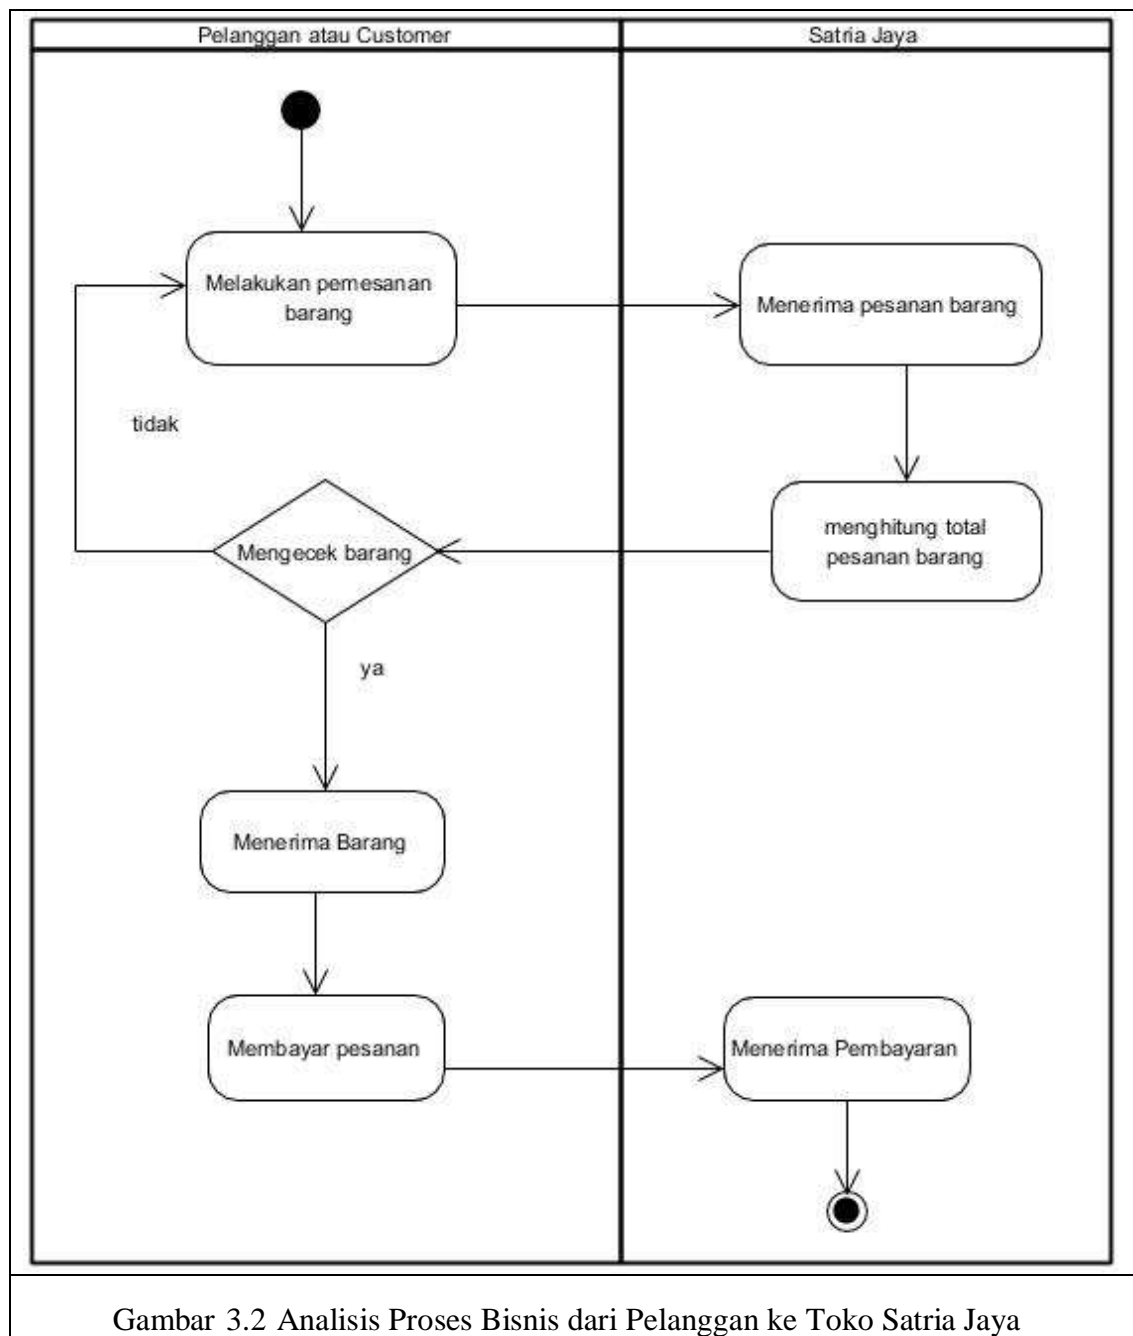 Pelanggan atau Customer
Satria Jaya
Melakukan pemesanan
barang
Menerima pesanan barang
tidak
menghitung total
pesanan barang
Mengecek barang
ya
Menerima Barang
Membayar pesanan
Menerima Pembayaran
Gambar 3.2 Analisis Proses Bisnis dari Pelanggan ke Toko Satria Jaya